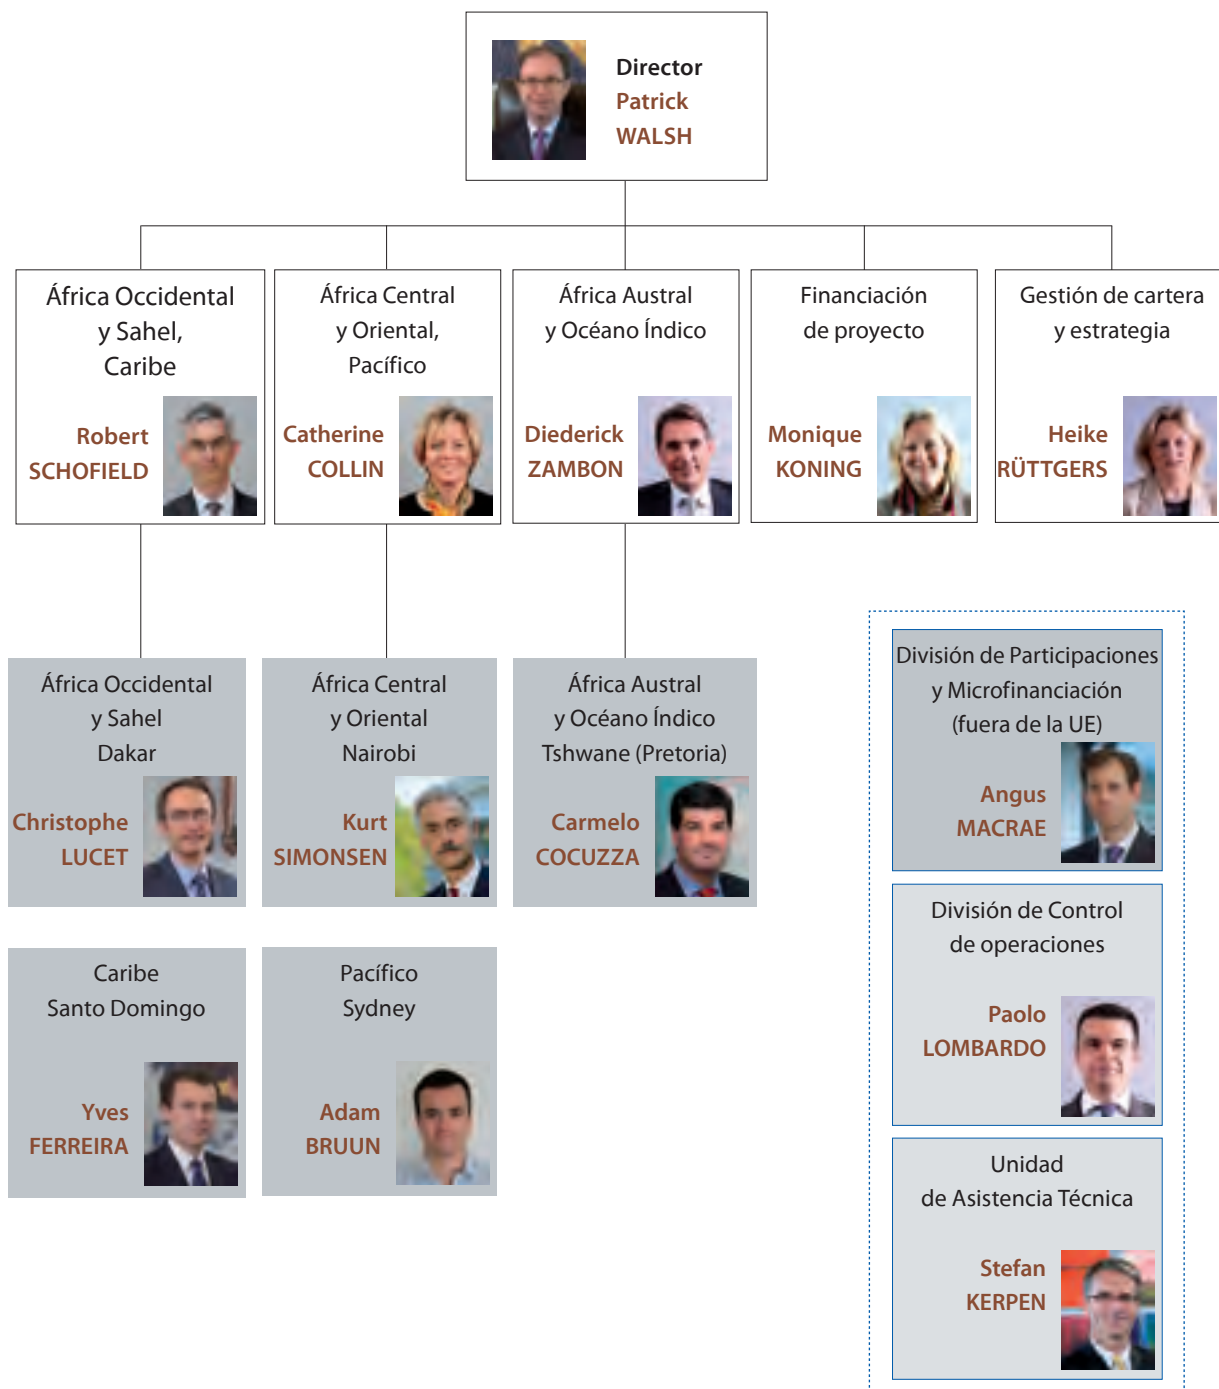 Director
Patrick
WALSH
África Occidental
y Sahel,
Caribe
Robert
SCHOFIELD
África Central
y Oriental,
Pacífico
Catherine
COLLIN
África Austral
y Océano Índico
Diederick
ZAMBON
Financiación
de proyecto
Monique
KONING
Gestión de cartera
y estrategia
Heike
RÜTTGERS
África Occidental
y Sahel
Dakar
Christophe
LUCET
África Central
y Oriental
Nairobi
Kurt
SIMONSEN
África Austral
y Océano Índico
Tshwane (Pretoria)
Carmelo
COCUZZA
Caribe
Santo Domingo
Yves
FERREIRA
Pacífico
Sydney
Adam
BRUUN
División de Participaciones
y Microfinanciación
(fuera de la UE)
Angus
MACRAE
División de Control
de operaciones
Paolo
LOMBARDO
Unidad
de Asistencia Técnica
Stefan
KERPEN